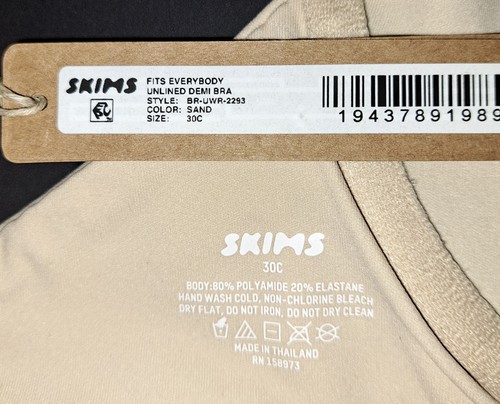 SKIMS
FITS EVERYBODY
UNLINED DEMI BRA
STYLE: BR-UWR-2293
COLOR: SAND
SIZE: 30C
19437891989
SKIMS
30C
BODY:80% POLYAMIDE 20% ELASTANE
HAND WASH COLD, NON-CHLORINE BLEACH
DRY FLAT, DO NOT IRON, DO NOT DRY CLEAN
MADE IN THAILAND
RN 158973